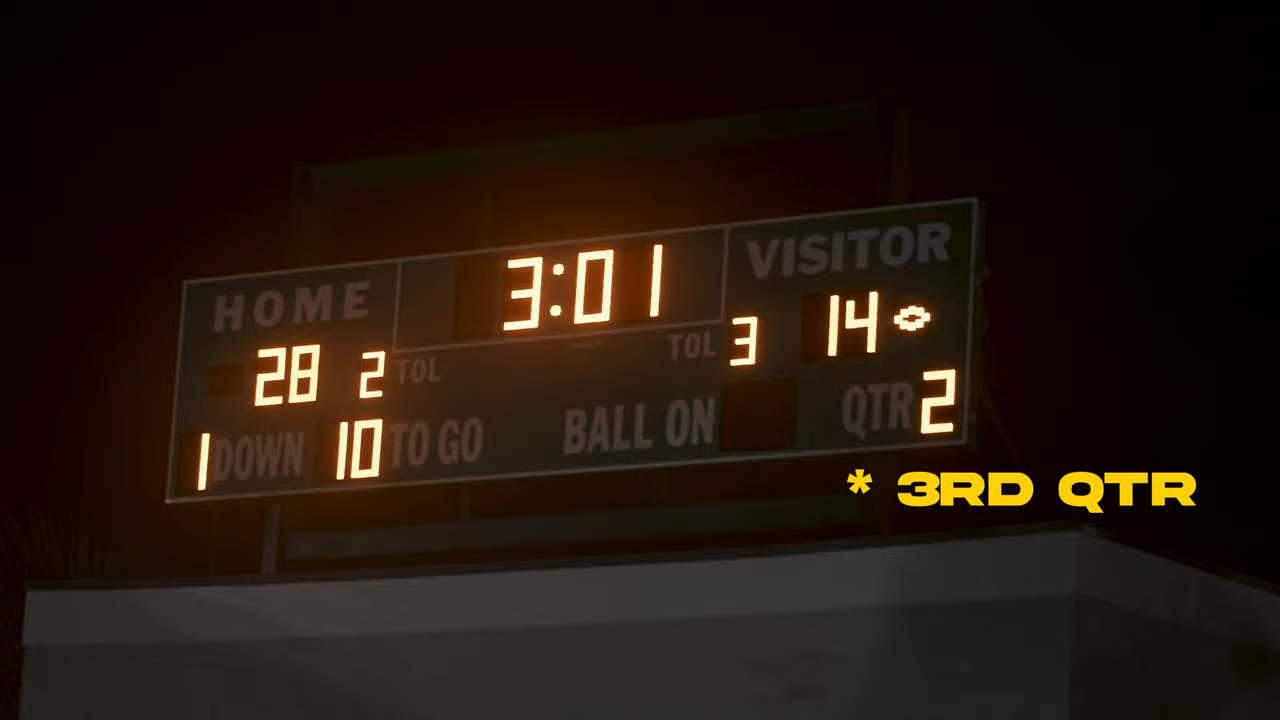 HOME 3:01 VISITOR
28 2 TOL TOL 3 14
1 DOWN 10 TO GO BALL ON QTR 2
* 3RD QTR